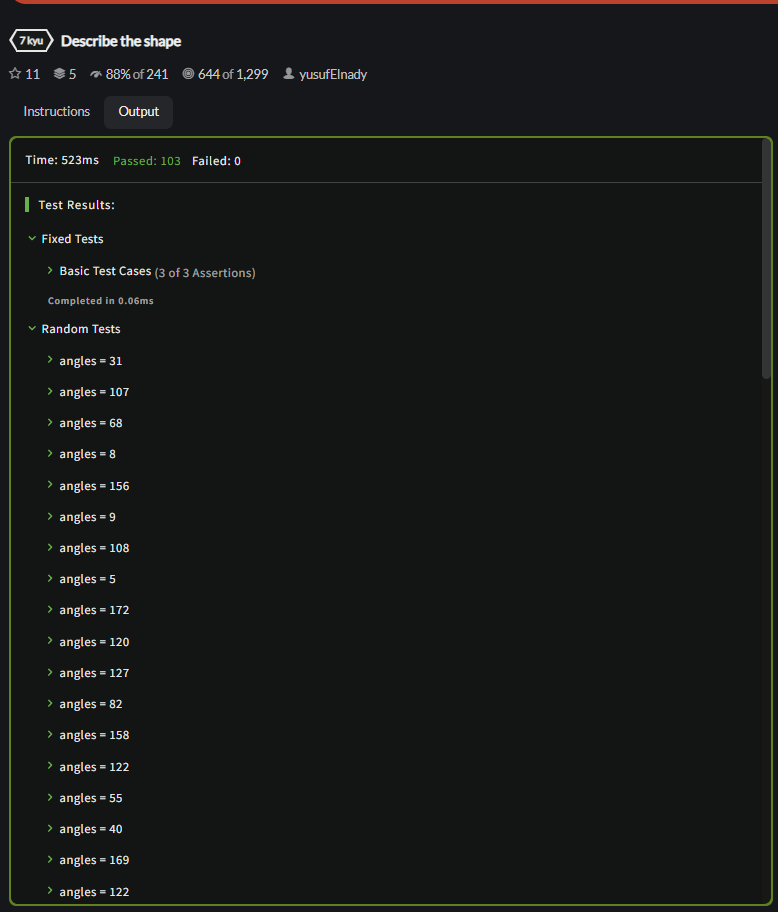 7 kyu Describe the shape
11 5 88% of 241 644 of 1,299 yusufElnady
Instructions Output
Time: 523ms Passed: 103 Failed: 0
Test Results:
Fixed Tests
Basic Test Cases (3 of 3 Assertions)
Completed in 0.06ms
Random Tests
angles = 31
angles = 107
angles = 68
angles = 8
angles = 156
angles = 9
angles = 108
angles = 5
angles = 172
angles = 120
angles = 127
angles = 82
angles = 158
angles = 122
angles = 55
angles = 40
angles = 169
angles = 122